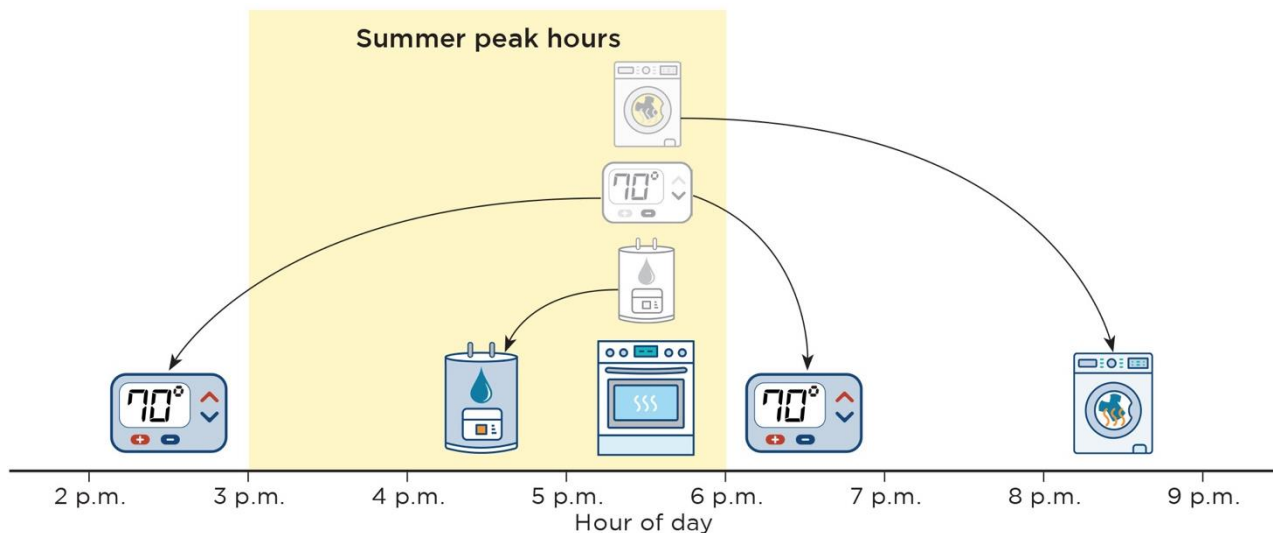 Summer peak hours
70°
70°
70°
2 p.m.
3 p.m.
4 p.m.
5 p.m.
6 p.m.
7 p.m.
8 p.m.
9 p.m.
Hour of day